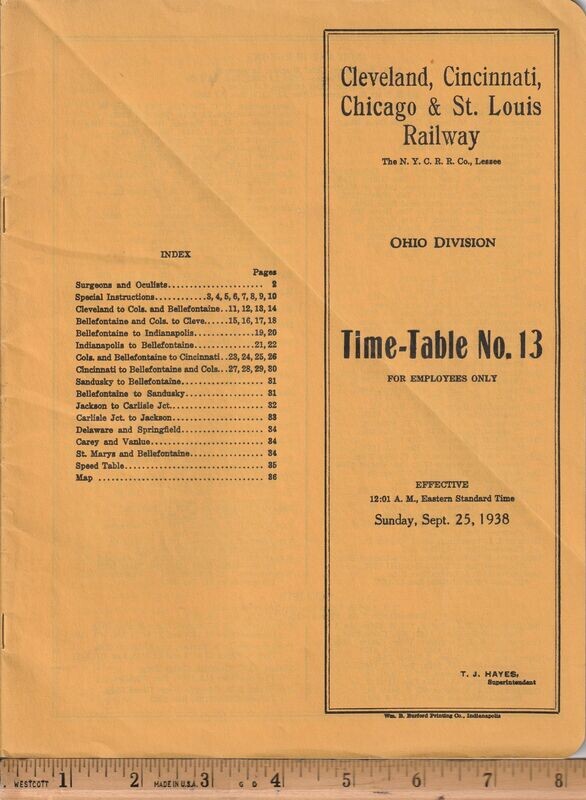 INDEX
Pages
Surgeons and Oculists.................... 2
Special Instructions............3, 4, 5, 6, 7, 8, 9, 10
Cleveland to Cols. and Bellefontaine..11, 12, 13, 14
Bellefontaine and Cols. to Cleve......15, 16, 17, 18
Bellefontaine to Indianapolis..............19, 20
Indianapolis to Bellefontaine..............21, 22
Cols. and Bellefontaine to Cincinnati..23, 24, 25, 26
Cincinnati to Bellefontaine and Cols...27, 28, 29, 30
Sandusky to Bellefontaine.................... 31
Bellefontaine to Sandusky.................... 31
Jackson to Carlisle Jct....................... 32
Carlisle Jct. to Jackson....................... 33
Delaware and Springfield.................... 34
Carey and Vanlue............................. 34
St. Marys and Bellefontaine.................. 34
Speed Table.................................. 35
Map ......................................... 36
Cleveland, Cincinnati,
Chicago & St. Louis
Railway
The N. Y. C. R. R. Co., Lessee
OHIO DIVISION
Time-Table No. 13
FOR EMPLOYEES ONLY
EFFECTIVE
12:01 A. M., Eastern Standard Time
Sunday, Sept. 25, 1938
T. J. HAYES,
Superintendent
Wm. B. Burford Printing Co., Indianapolis
WESTCOTT 1 2 MADE IN U.S.A. 3 4 5 6 7 8